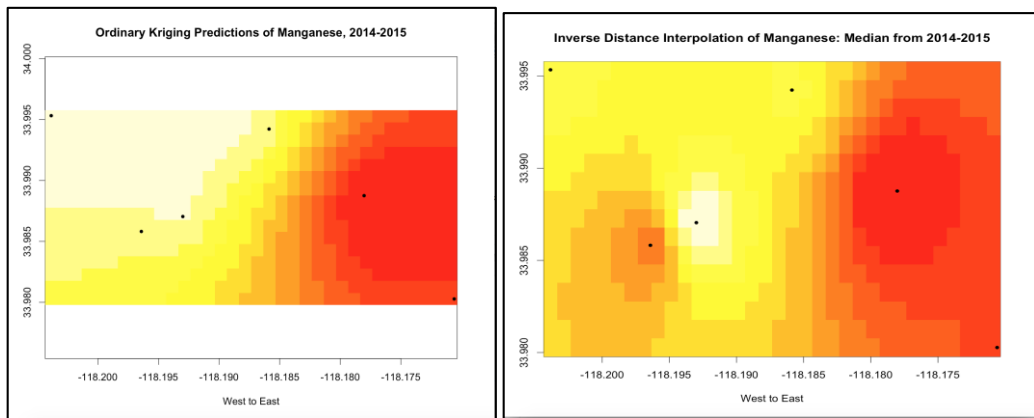 Ordinary Kriging Predictions of Manganese, 2014-2015
34.000
33.995
33.990
33.985
33.980
-118.200 -118.195 -118.190 -118.185 -118.180 -118.175
West to East
Inverse Distance Interpolation of Manganese: Median from 2014-2015
33.995
33.990
33.985
33.980
-118.200 -118.195 -118.190 -118.185 -118.180 -118.175
West to East